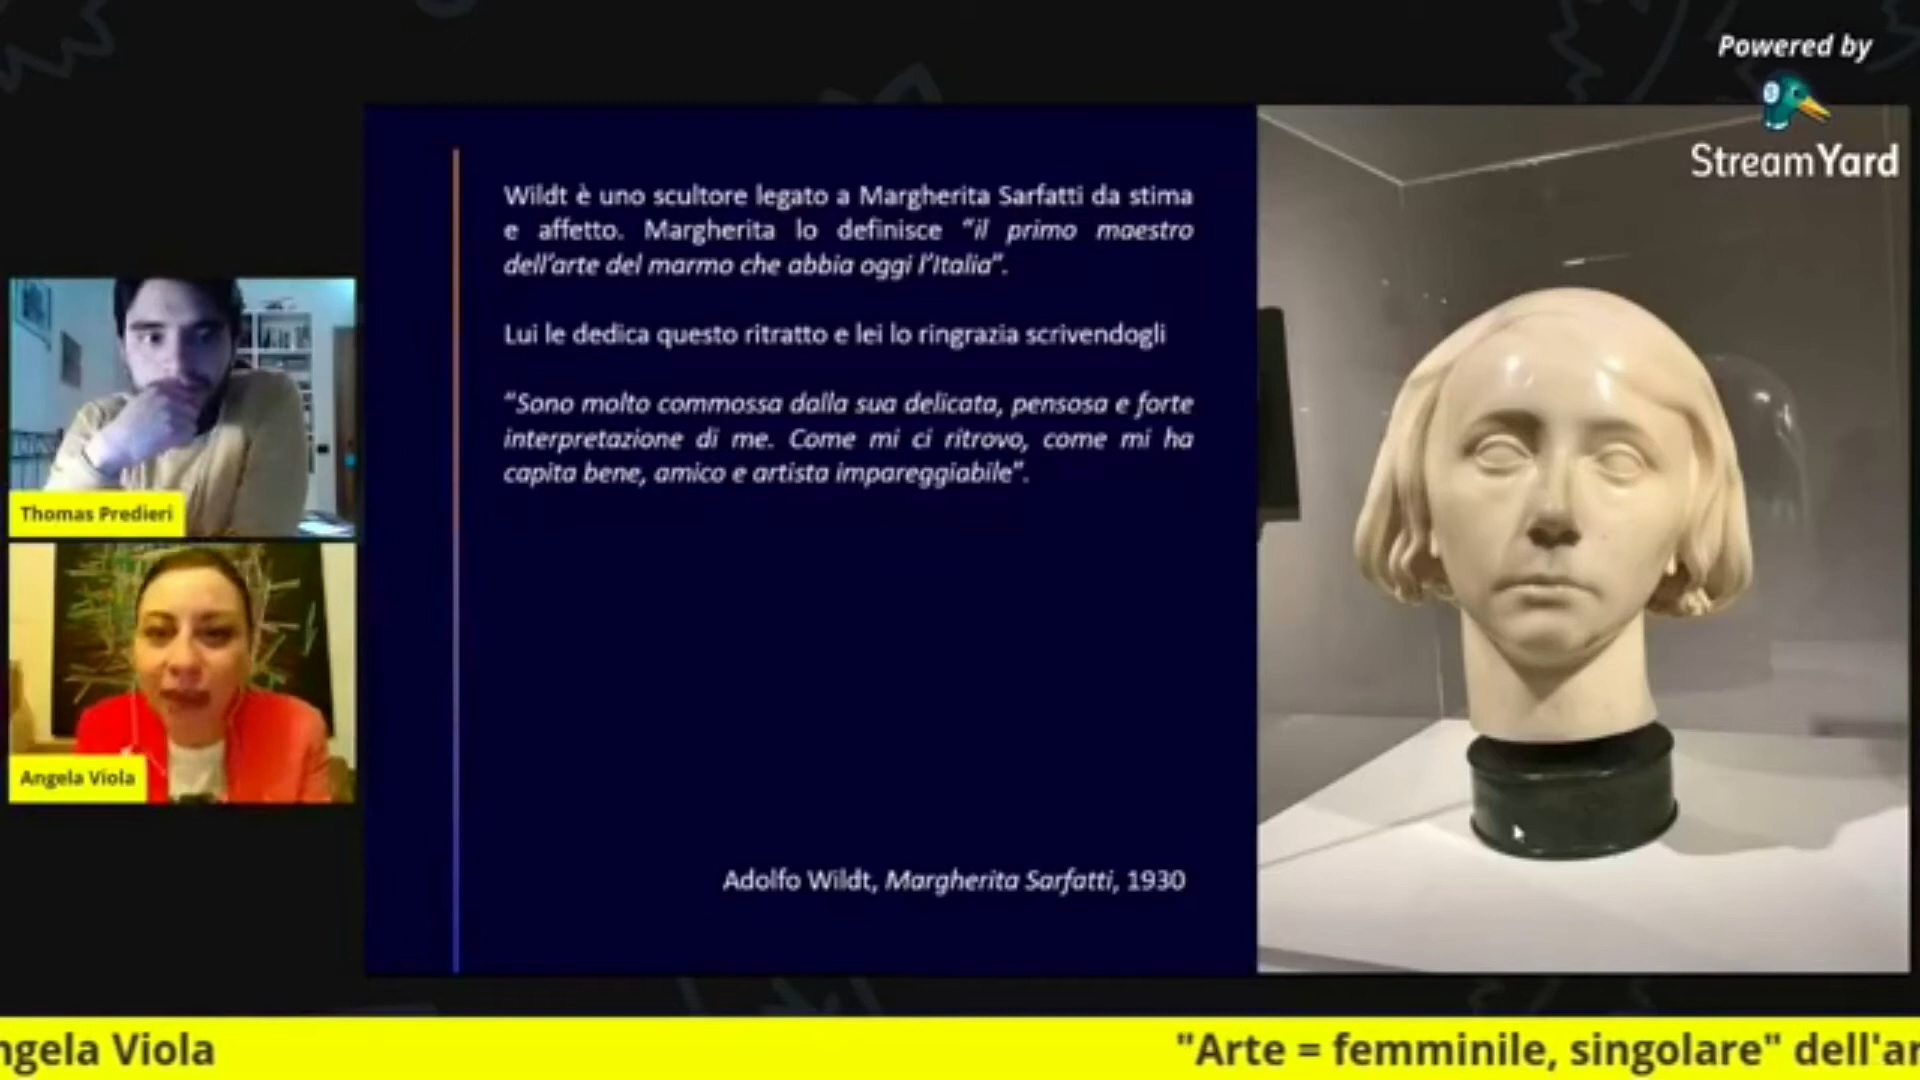 Powered by
StreamYard
Wildt è uno scultore legato a Margherita Sarfatti da stima
e affetto. Margherita lo definisce "il primo maestro
dell'arte del marmo che abbia oggi l'Italia".
Lui le dedica questo ritratto e lei lo ringrazia scrivendogli
"Sono molto commossa dalla sua delicata, pensosa e forte
interpretazione di me. Come mi ci ritrovo, come mi ha
capita bene, amico e artista impareggiabile".
Adolfo Wildt, Margherita Sarfatti, 1930
Thomas Predieri
Angela Viola
ngela Viola
"Arte = femminile, singolare" dell'ar